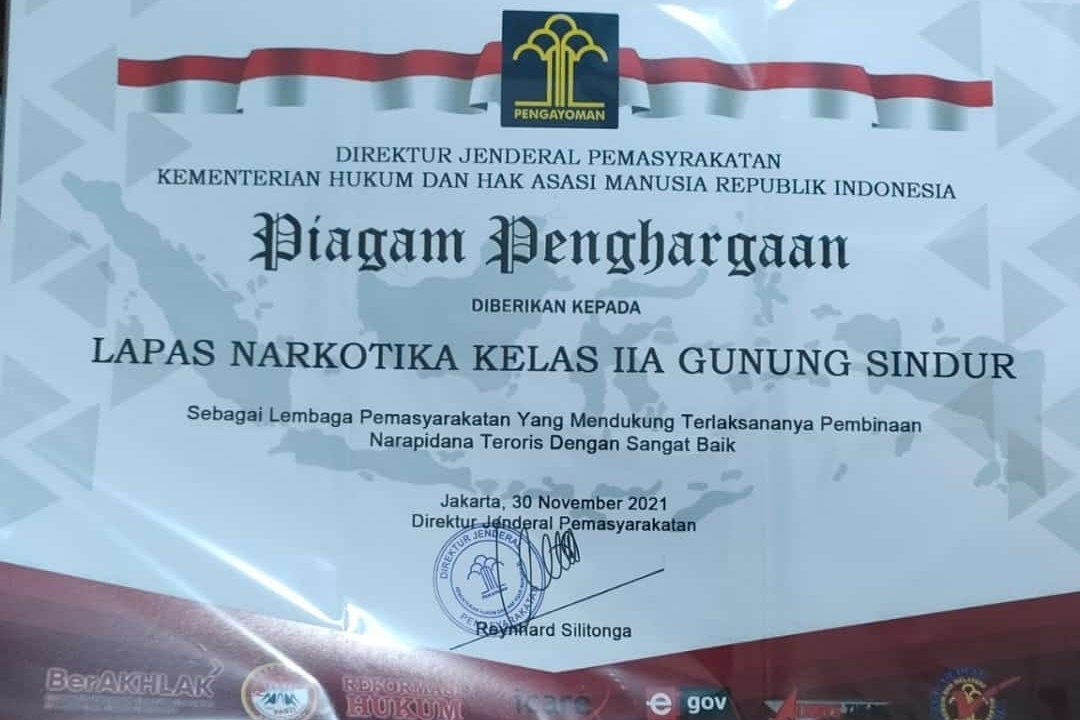 PENGAYOMAN
DIREKTUR JENDERAL PEMASYRAKATAN
KEMENTERIAN HUKUM DAN HAK ASASI MANUSIA REPUBLIK INDONESIA
Piagam Penghargaan
DIBERIKAN KEPADA
LAPAS NARKOTIKA KELAS IIA GUNUNG SINDUR
Sebagai Lembaga Pemasyarakatan Yang Mendukung Terlaksananya Pembinaan
Narapidana Teroris Dengan Sangat Baik
Jakarta, 30 November 2021
Direktur Jenderal Pemasyarakatan
DIREKTUR JENDERAL
PEMASYARAKATAN
Reynhard Silitonga
BerAKHLAK
REFORMASI
HUKUM
icare
e gov